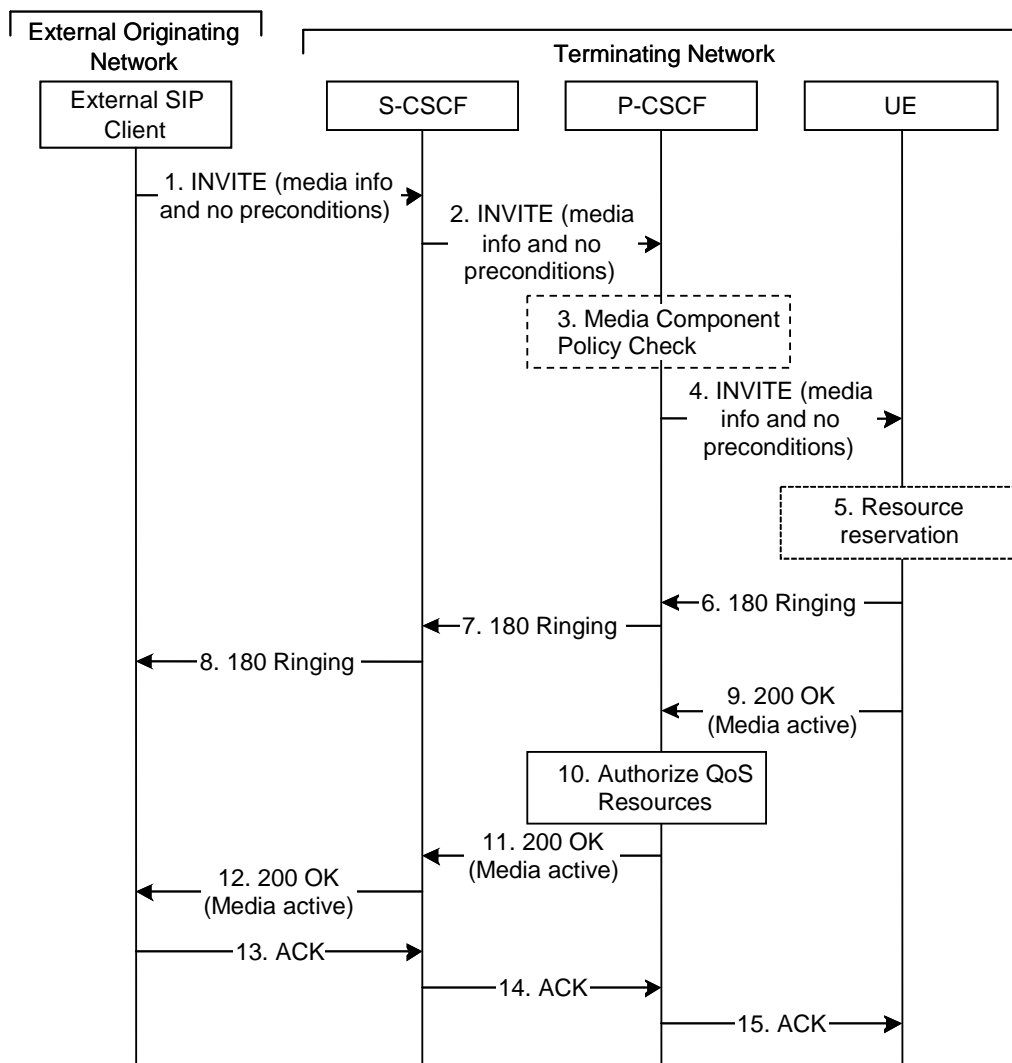 External Originating
Network
Terminating Network
External SIP
Client
S-CSCF
P-CSCF
UE
1. INVITE (media info
and no preconditions)
2. INVITE (media
info and no
preconditions)
3. Media Component
Policy Check
4. INVITE (media
info and no
preconditions)
5. Resource
reservation
6. 180 Ringing
7. 180 Ringing
8. 180 Ringing
9. 200 OK
(Media active)
10. Authorize QoS
Resources
11. 200 OK
(Media active)
12. 200 OK
(Media active)
13. ACK
14. ACK
15. ACK